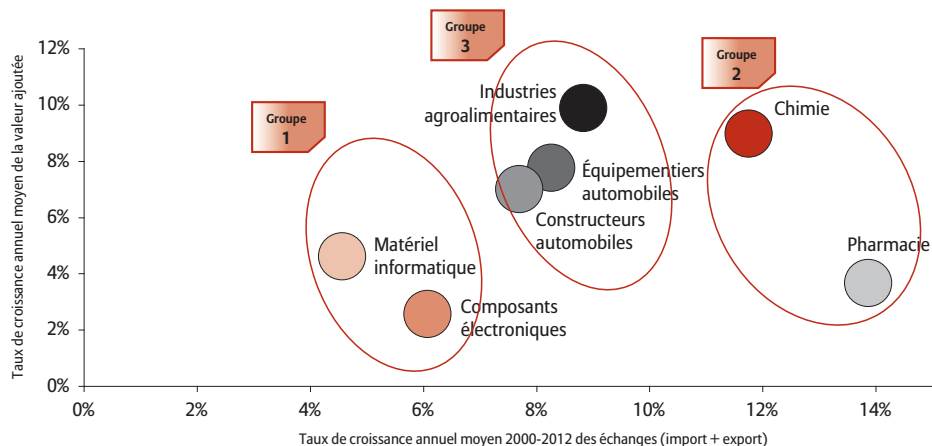 Groupe
3
Groupe
2
Groupe
1
Taux de croissance annuel moyen de la valeur ajoutée
12%
10%
8%
6%
4%
2%
0%
Industries
agroalimentaires
Chimie
Équipementiers
automobiles
Constructeurs
automobiles
Matériel
informatique
Pharmacie
Composants
électroniques
0%
2%
4%
6%
8%
10%
12%
14%
Taux de croissance annuel moyen 2000-2012 des échanges (import + export)